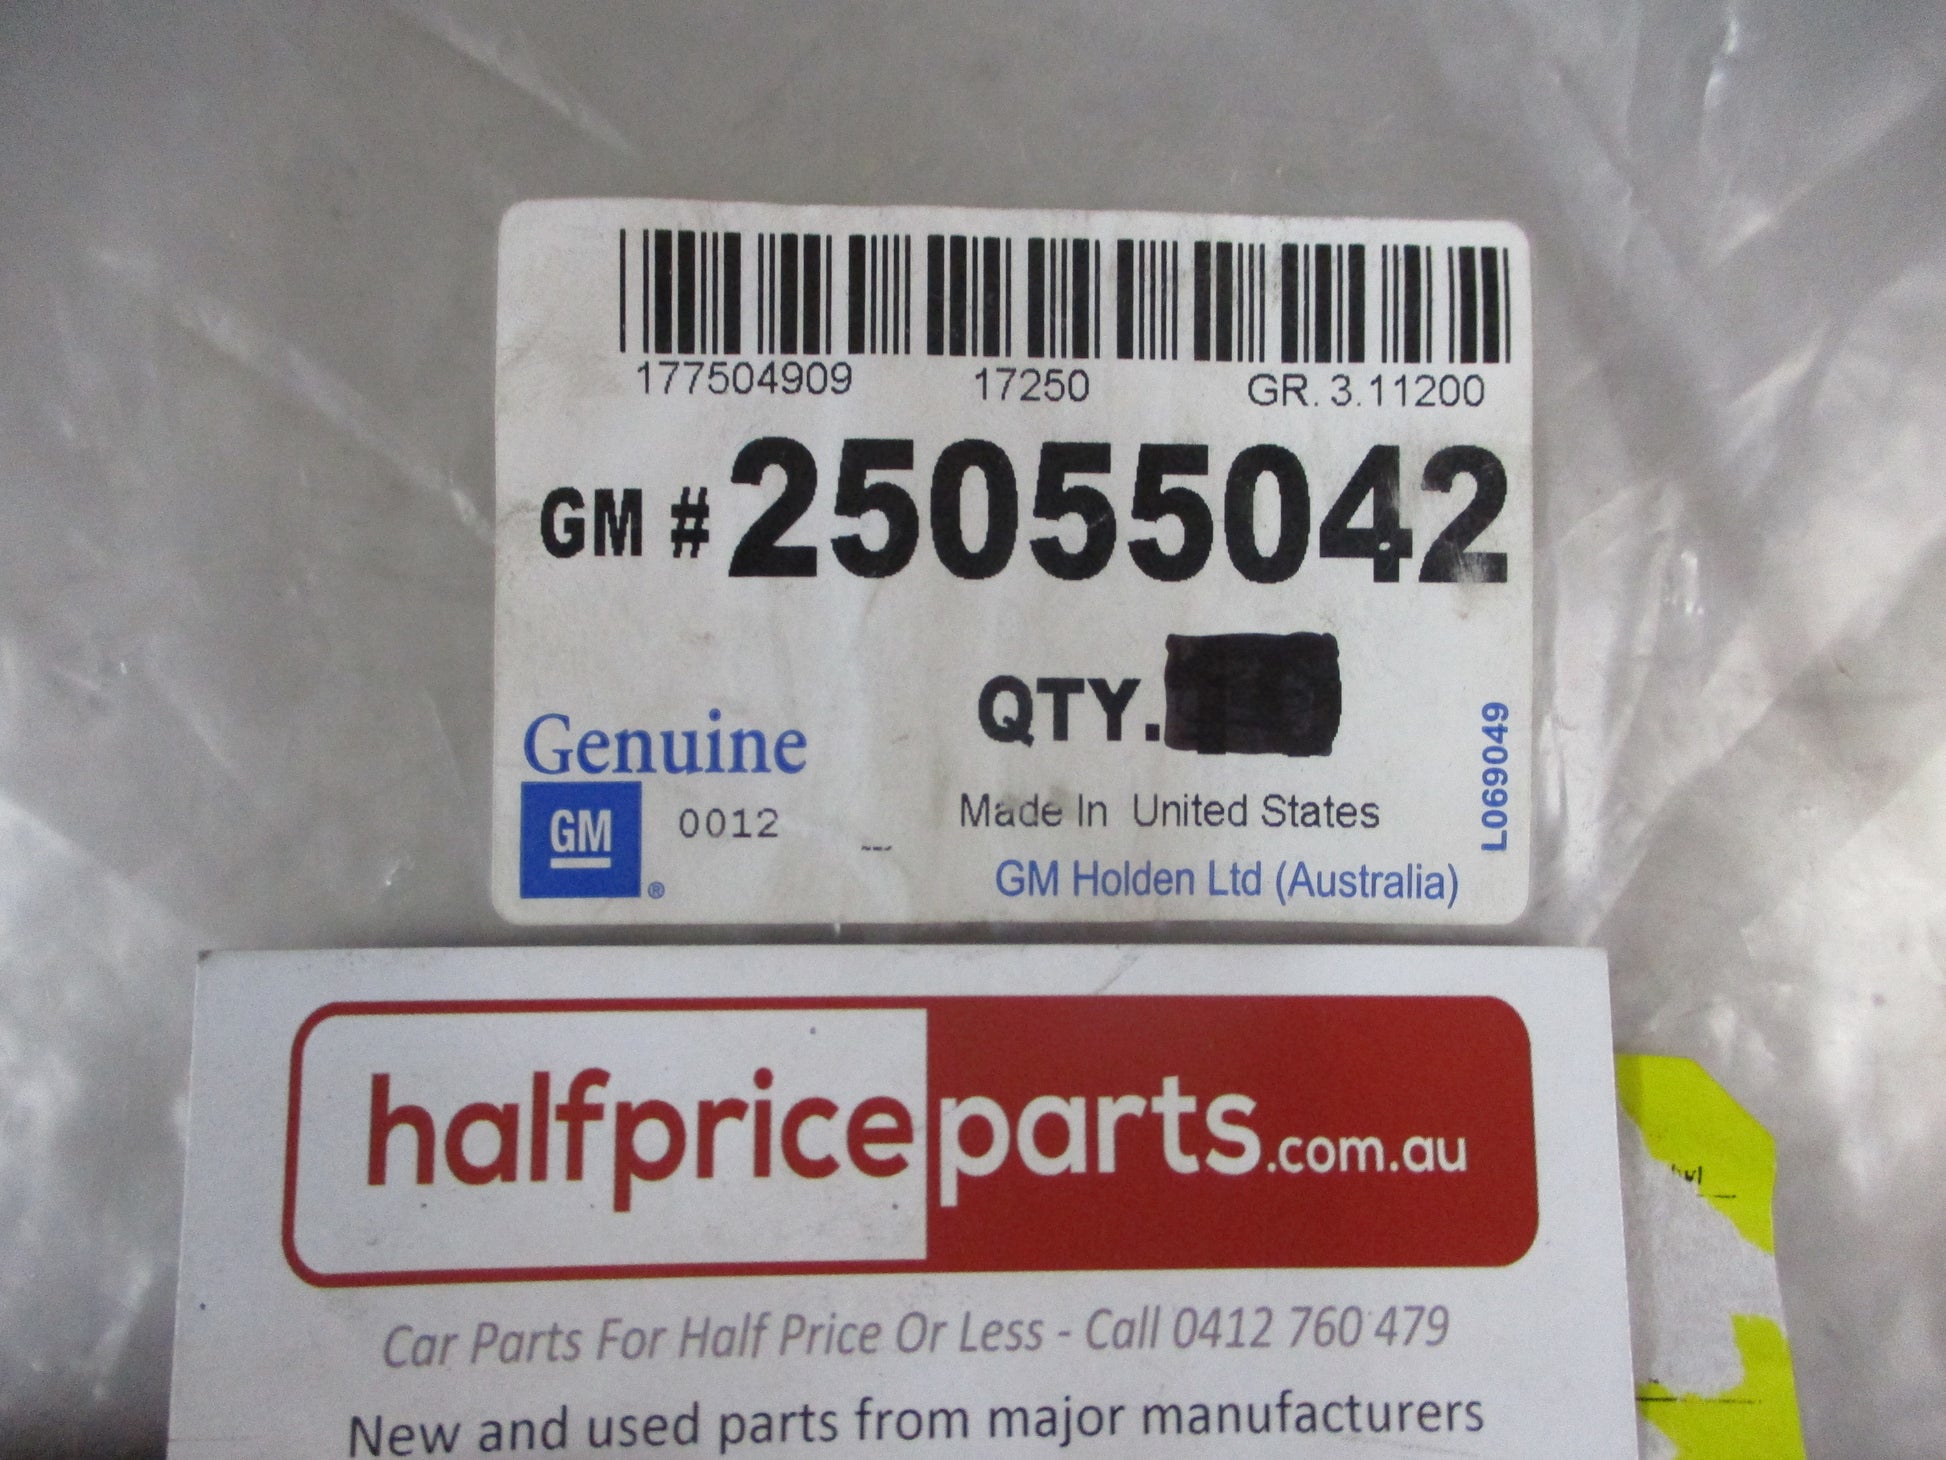 177504909 17250 GR. 3.11200
GM # 25055042
QTY.
Genuine
GM 0012
Made In United States
® GM Holden Ltd (Australia)
L069049
halfpriceparts.com.au
Car Parts For Half Price Or Less - Call 0412 760 479
New and used parts from major manufacturers